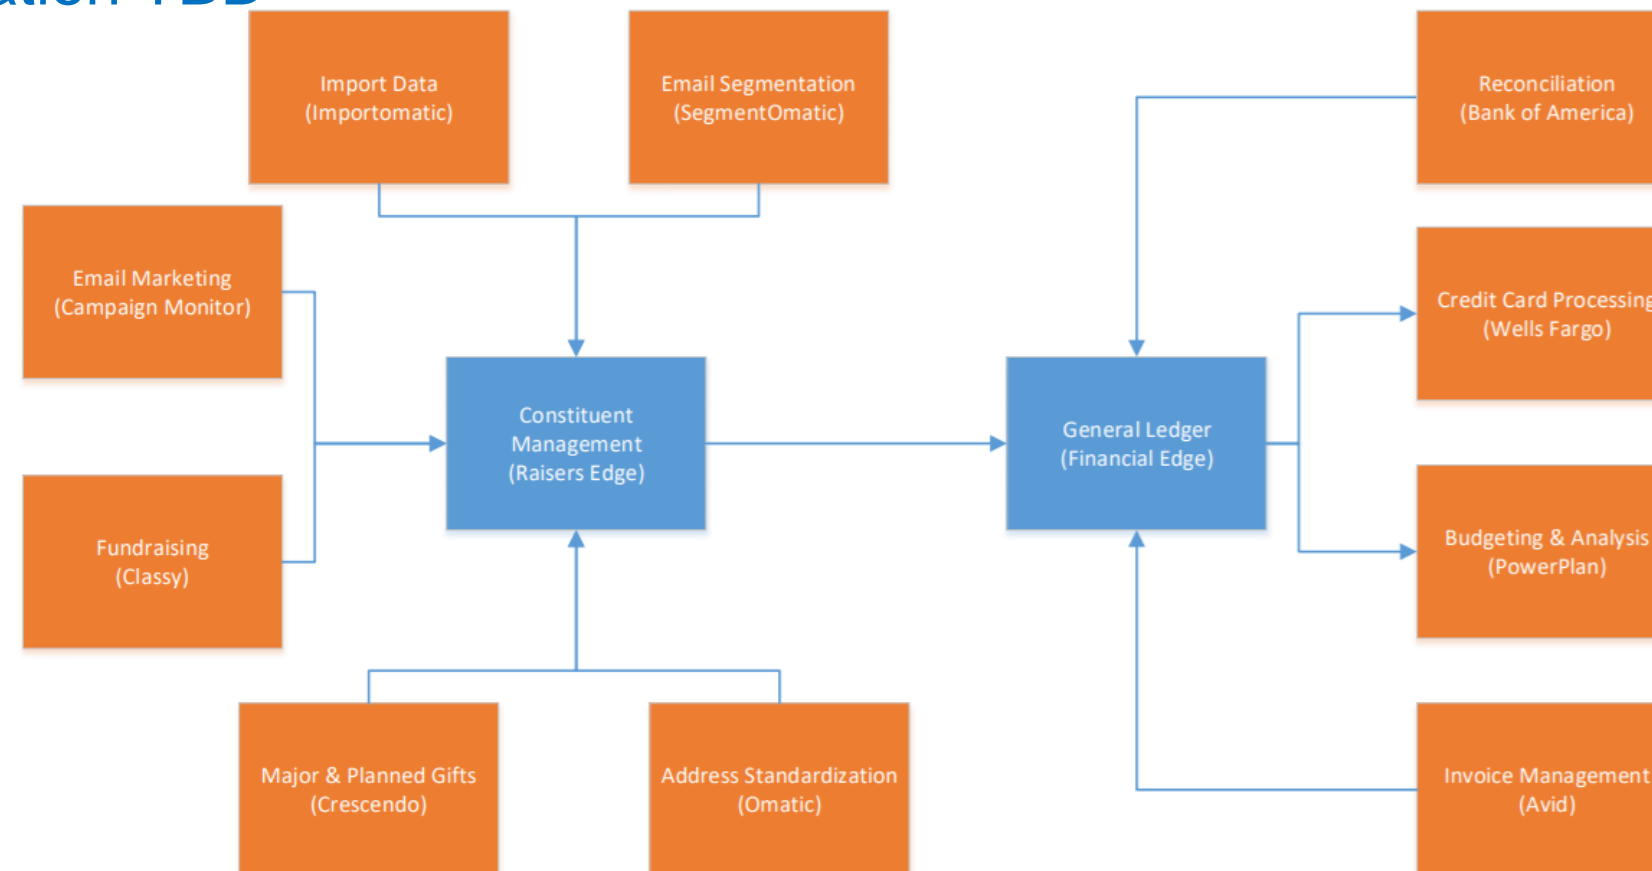 Import Data
(Importomatic)
Email Segmentation
(SegmentOmatic)
Reconciliation
(Bank of America)
Email Marketing
(Campaign Monitor)
Credit Card Processing
(Wells Fargo)
Constituent
Management
(Raisers Edge)
General Ledger
(Financial Edge)
Fundraising
(Classy)
Budgeting & Analysis
(PowerPlan)
Major & Planned Gifts
(Crescendo)
Address Standardization
(Omatic)
Invoice Management
(Avid)